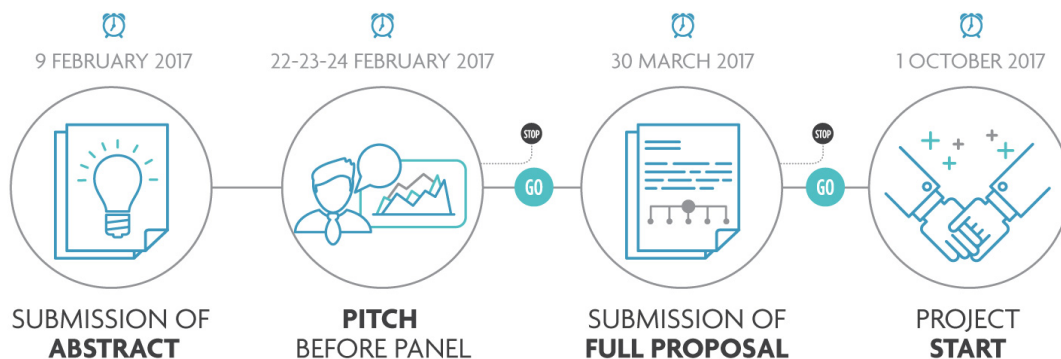 9 FEBRUARY 2017
22-23-24 FEBRUARY 2017
30 MARCH 2017
1 OCTOBER 2017
STOP
GO
STOP
GO
SUBMISSION OF
ABSTRACT
PITCH
BEFORE PANEL
SUBMISSION OF
FULL PROPOSAL
PROJECT
START